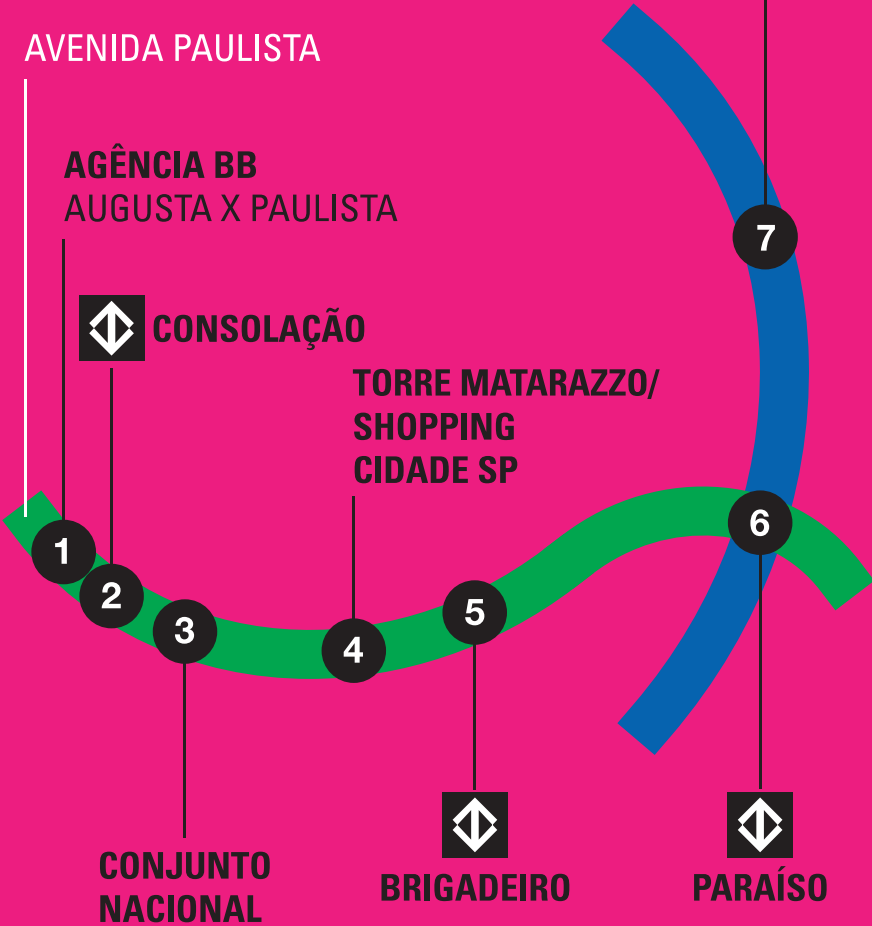 AVENIDA PAULISTA
AGÊNCIA BB
AUGUSTA X PAULISTA
7
CONSOLAÇÃO
TORRE MATARAZZO/
SHOPPING
CIDADE SP
6
1
2
5
3
4
CONJUNTO
NACIONAL
BRIGADEIRO
PARAÍSO